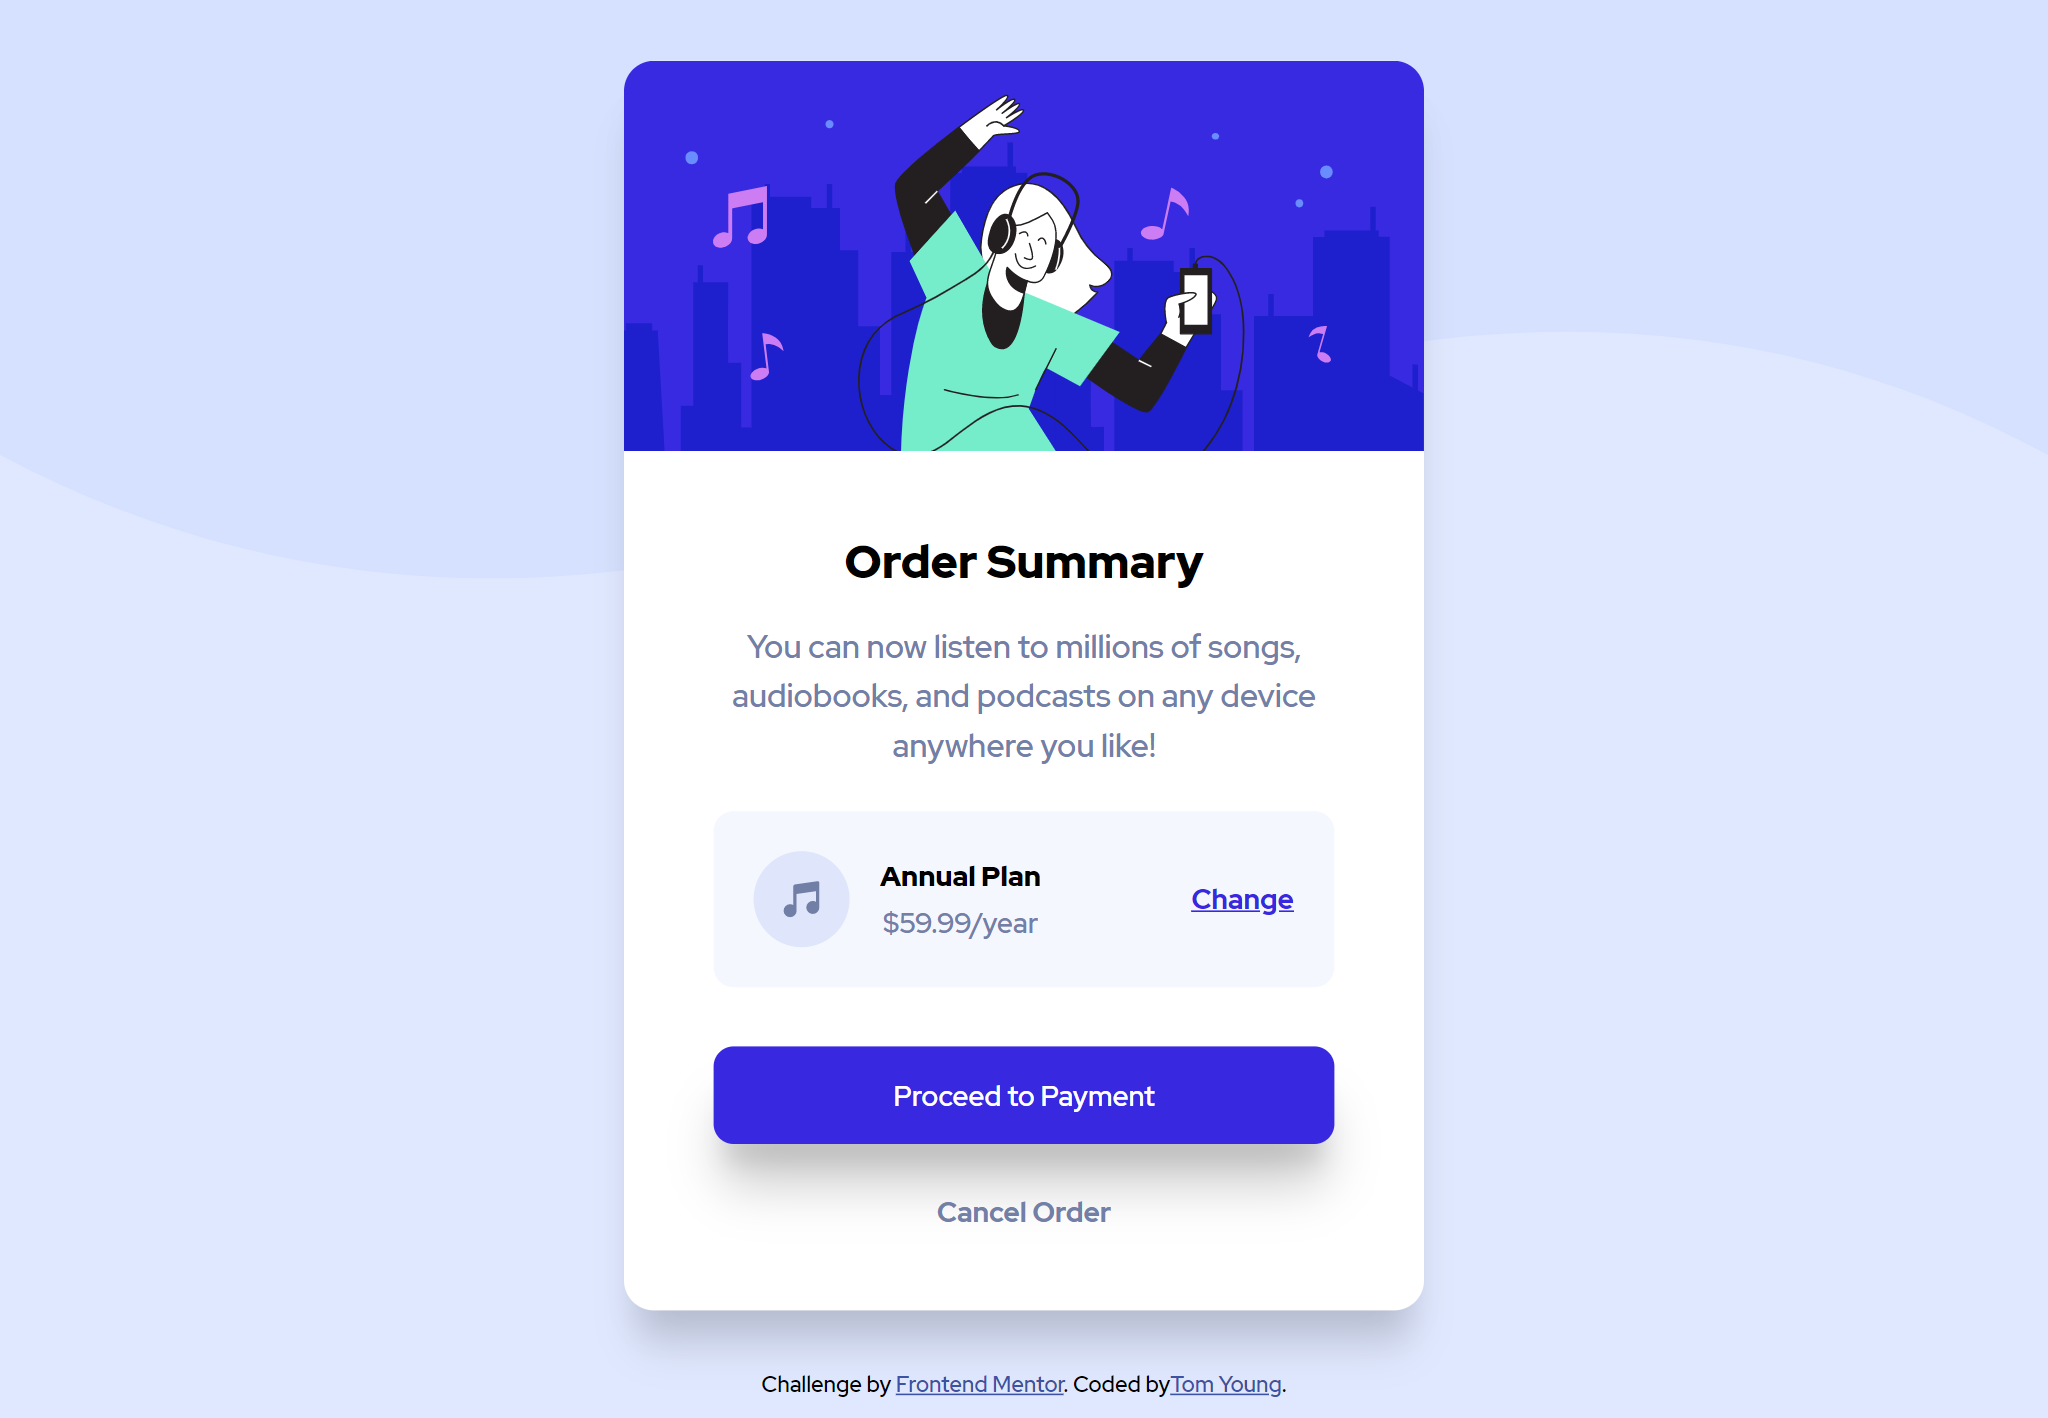 Order Summary
You can now listen to millions of songs,
audiobooks, and podcasts on any device
anywhere you like!
Annual Plan
$59.99/year
Change
Proceed to Payment
Cancel Order
Challenge by Frontend Mentor. Coded byTom Young.